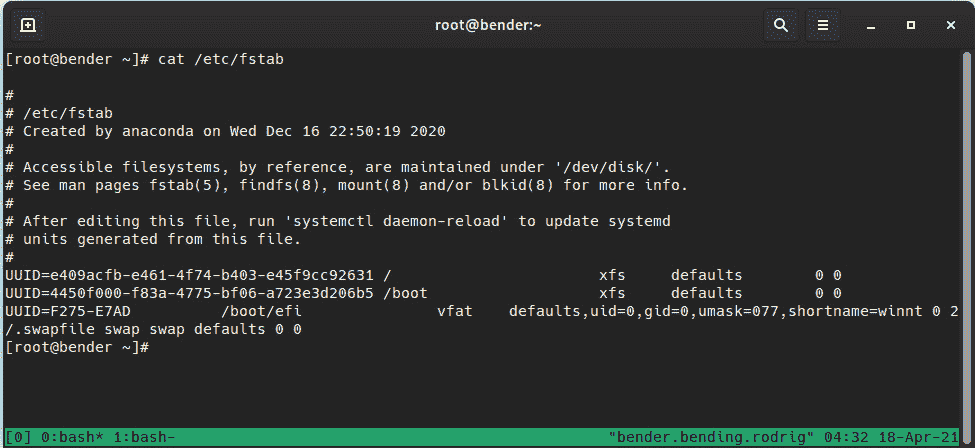 root@bender:~
[root@bender ~]# cat /etc/fstab
#
# /etc/fstab
# Created by anaconda on Wed Dec 16 22:50:19 2020
#
# Accessible filesystems, by reference, are maintained under '/dev/disk/'.
# See man pages fstab(5), findfs(8), mount(8) and/or blkid(8) for more info.
#
# After editing this file, run 'systemctl daemon-reload' to update systemd
# units generated from this file.
#
UUID=e409acfb-e461-4f74-b403-e45f9cc92631 / xfs defaults 0 0
UUID=4450f000-f83a-4775-bf06-a723e3d206b5 /boot xfs defaults 0 0
UUID=F275-E7AD /boot/efi vfat defaults,uid=0,gid=0,umask=077,shortname=winnt 0 2
/.swapfile swap swap defaults 0 0
[root@bender ~]#
[0] 0:bash* 1:bash- "bender.bending.rodrig" 04:32 18-Apr-21